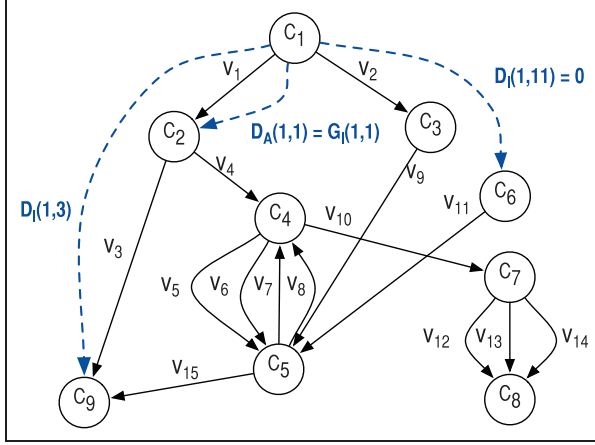 C1
V1
V2
DI(1,11) = 0
C2
DA(1,1) = GI(1,1)
C3
V4
V9
C6
DI(1,3)
C4
V10
V11
V3
C7
V5
V6
V7
V8
V12
V13
V14
V15
C5
C9
C8